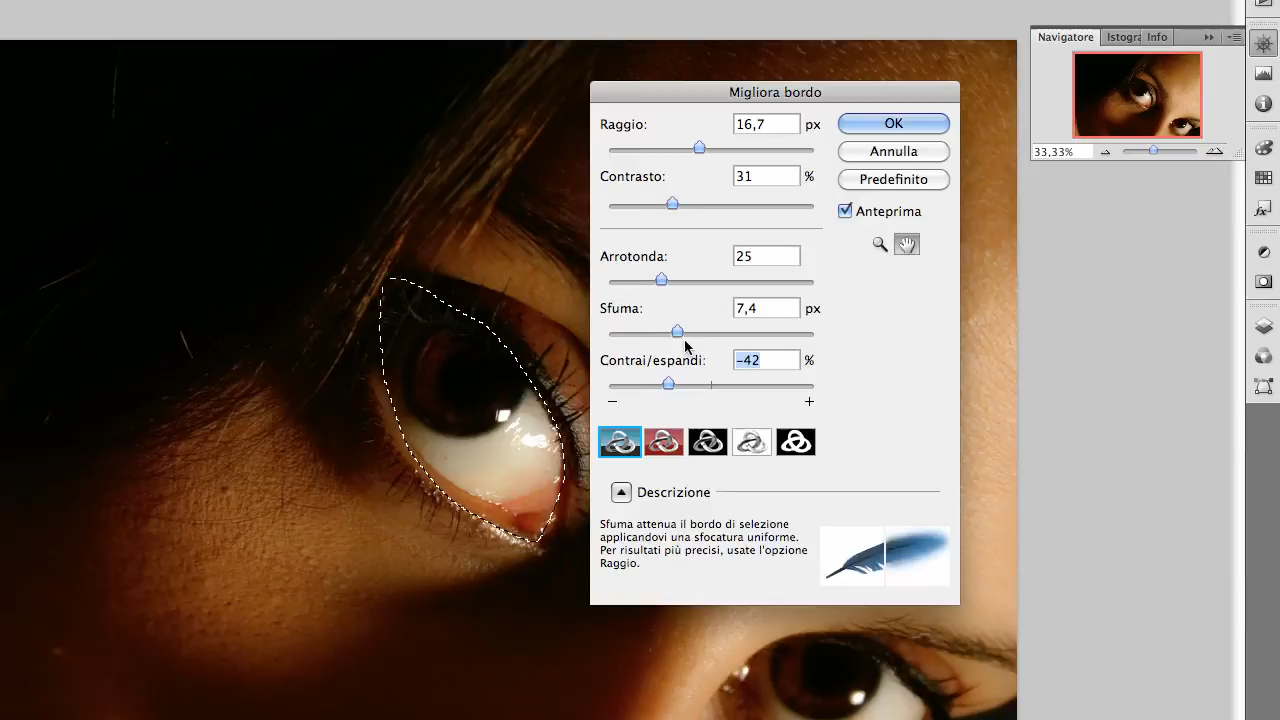 Navigatore Istogra Info
33,33%
Migliora bordo
Raggio: 16,7 px
OK
Annulla
Contrasto: 31 %
Predefinito
Anteprima
Arrotonda: 25
Sfuma: 7,4 px
Contrai/espandi: -42 %
− +
Descrizione
Sfuma attenua il bordo di selezione
applicandovi una sfocatura uniforme.
Per risultati più precisi, usate l'opzione
Raggio.